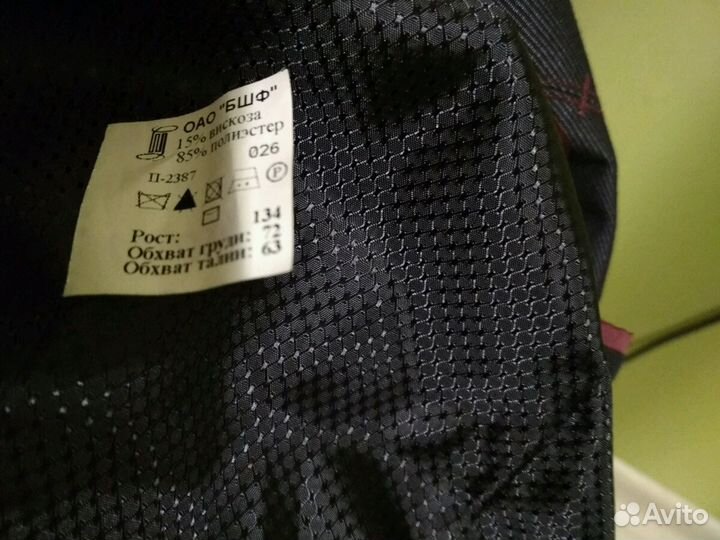 ОАО "БШФ"
15% вискоза
85% полиэстер
026
П-2387
P
134
Рост: 72
Обхват груди: 63
Обхват талии:
Avito